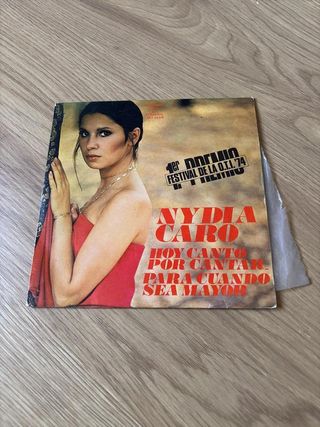 1er PREMIO
FESTIVAL DE LA O.T.I. '74
NYDIA
CARO
HOY CANTO
POR CANTAR
PARA CUANDO
SEA MAYOR